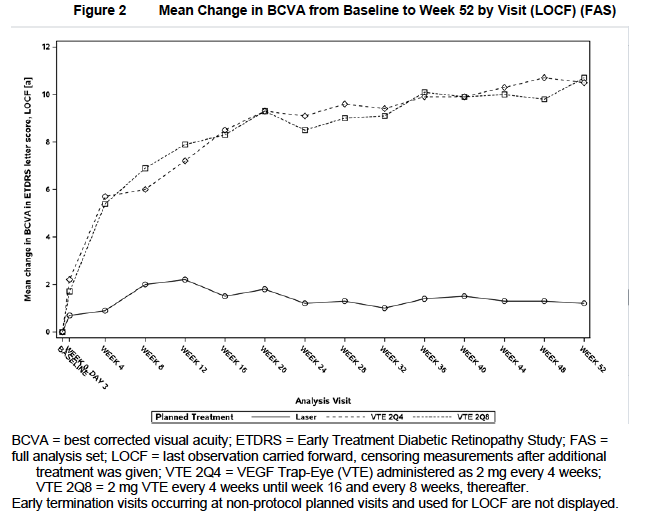 Figure 2 Mean Change in BCVA from Baseline to Week 52 by Visit (LOCF) (FAS)
Mean change in BCVA in ETDRS letter score, LOCF [a]
12
10
8
6
4
2
0
BASELINE
WEEK 0, DAY 3
WEEK 4
WEEK 8
WEEK 12
WEEK 16
WEEK 20
WEEK 24
WEEK 28
WEEK 32
WEEK 36
WEEK 40
WEEK 44
WEEK 48
WEEK 52
Analysis Visit
Planned Treatment Laser VTE 2Q4 VTE 2Q8
BCVA = best corrected visual acuity; ETDRS = Early Treatment Diabetic Retinopathy Study; FAS =
full analysis set; LOCF = last observation carried forward, censoring measurements after additional
treatment was given; VTE 2Q4 = VEGF Trap-Eye (VTE) administered as 2 mg every 4 weeks;
VTE 2Q8 = 2 mg VTE every 4 weeks until week 16 and every 8 weeks, thereafter.
Early termination visits occurring at non-protocol planned visits and used for LOCF are not displayed.